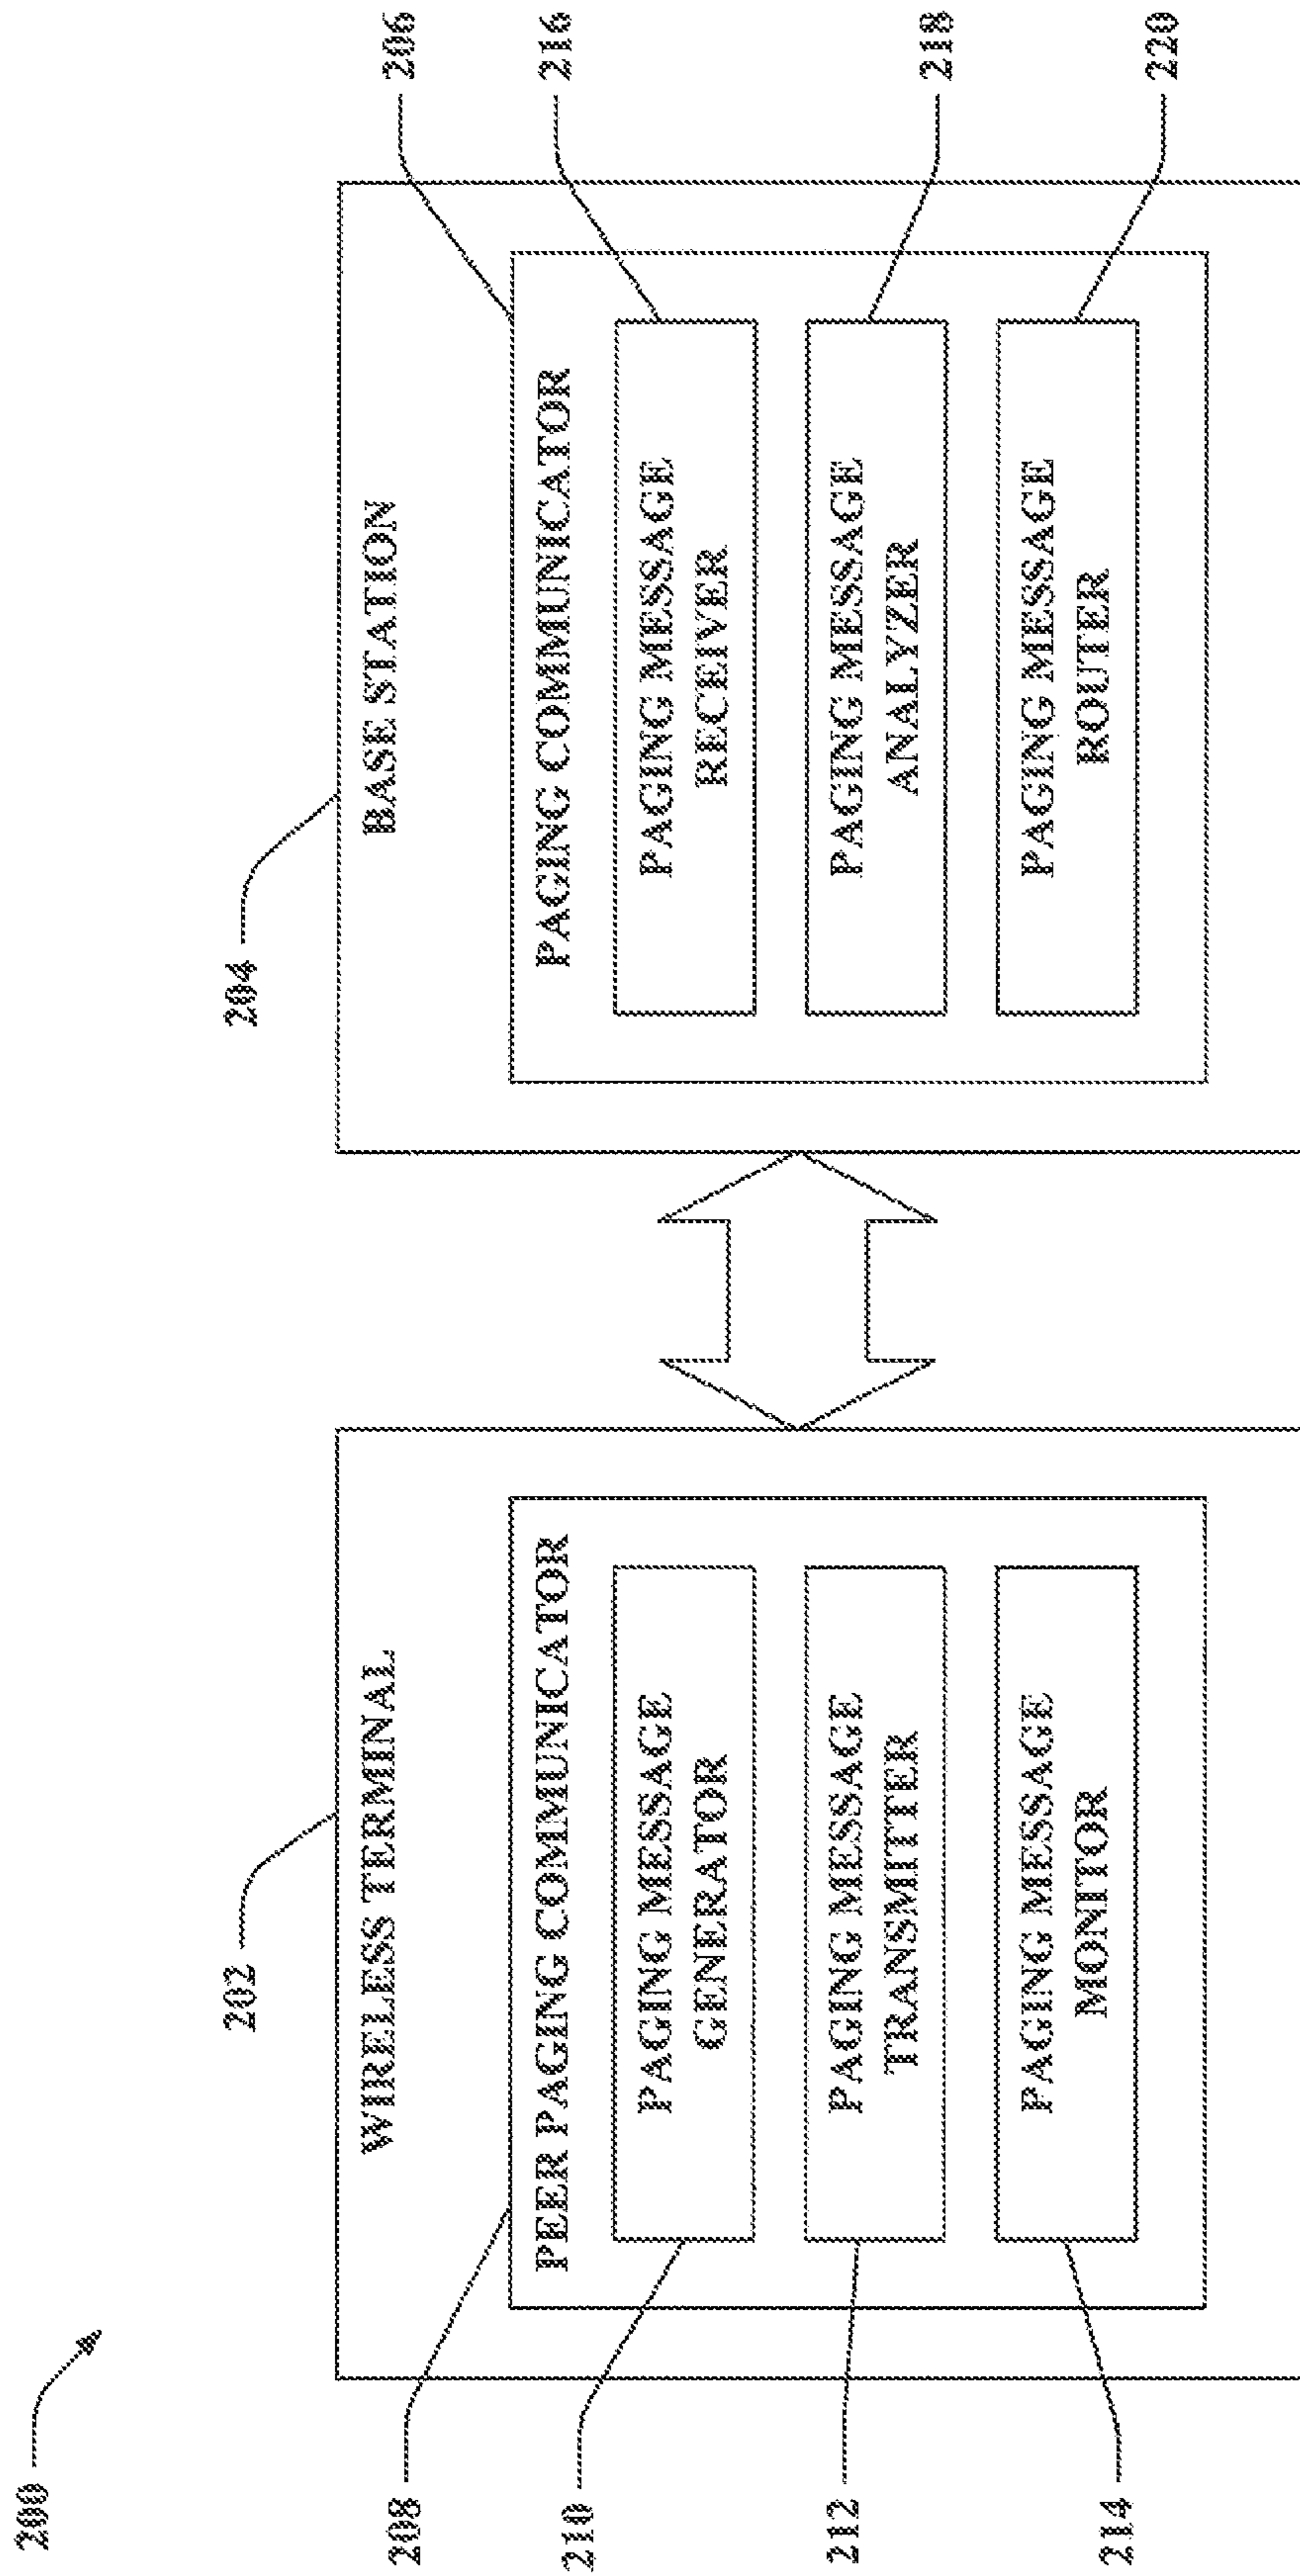 200
202
WIRELESS TERMINAL
208
PEER PAGING COMMUNICATOR
210
PAGING MESSAGE
GENERATOR
212
PAGING MESSAGE
TRANSMITTER
214
PAGING MESSAGE
MONITOR
204
BASE STATION
206
PAGING COMMUNICATOR
216
PAGING MESSAGE
RECEIVER
218
PAGING MESSAGE
ANALYZER
220
PAGING MESSAGE
ROUTER